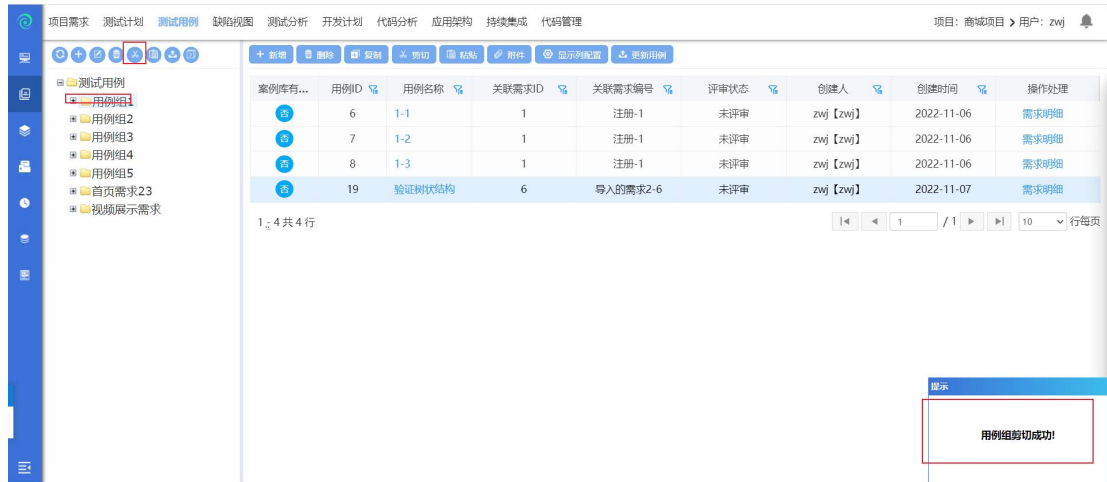 项目需求 测试计划 测试用例 缺陷视图 测试分析 开发计划 代码分析 应用架构 持续集成 代码管理 项目：商城项目 用户：zwj
+ 新增 删除 复制 剪切 粘贴 附件 显示列配置 更新用例
测试用例
用例组1
用例组2
用例组3
用例组4
用例组5
首页需求23
视频展示需求
案例库有... 用例ID 用例名称 关联需求ID 关联需求编号 评审状态 创建人 创建时间 操作处理
否 6 1-1 1 注册-1 未评审 zwj【zwj】 2022-11-06 需求明细
否 7 1-2 1 注册-1 未评审 zwj【zwj】 2022-11-06 需求明细
否 8 1-3 1 注册-1 未评审 zwj【zwj】 2022-11-06 需求明细
否 19 验证树状结构 6 导入的需求2-6 未评审 zwj【zwj】 2022-11-07 需求明细
1 - 4 共 4 行 1 / 1 10 行每页
提示
用例组剪切成功!